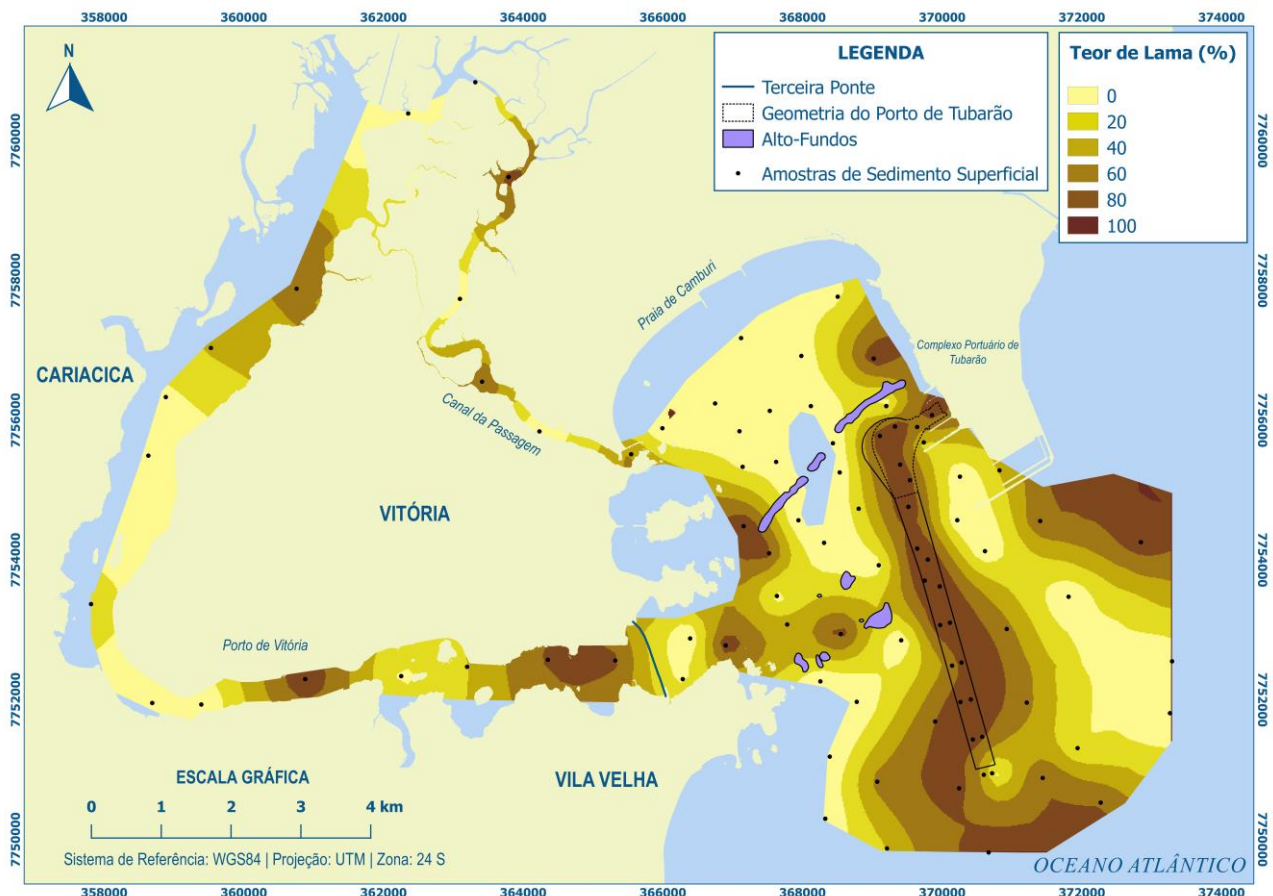 358000 360000 362000 364000 366000 368000 370000 372000 374000
N
LEGENDA
Terceira Ponte
Geometria do Porto de Tubarão
Alto-Fundos
Amostras de Sedimento Superficial
Teor de Lama (%)
0
20
40
60
80
100
7760000
7758000
7756000
7754000
7752000
7750000
7760000
7758000
7756000
7754000
7752000
7750000
Praia de Camburi
Complexo Portuário de
Tubarão
CARIACICA
Canal da Passagem
VITÓRIA
Porto de Vitória
ESCALA GRÁFICA
VILA VELHA
0 1 2 3 4 km
Sistema de Referência: WGS84 | Projeção: UTM | Zona: 24 S
OCEANO ATLÂNTICO
358000 360000 362000 364000 366000 368000 370000 372000 374000